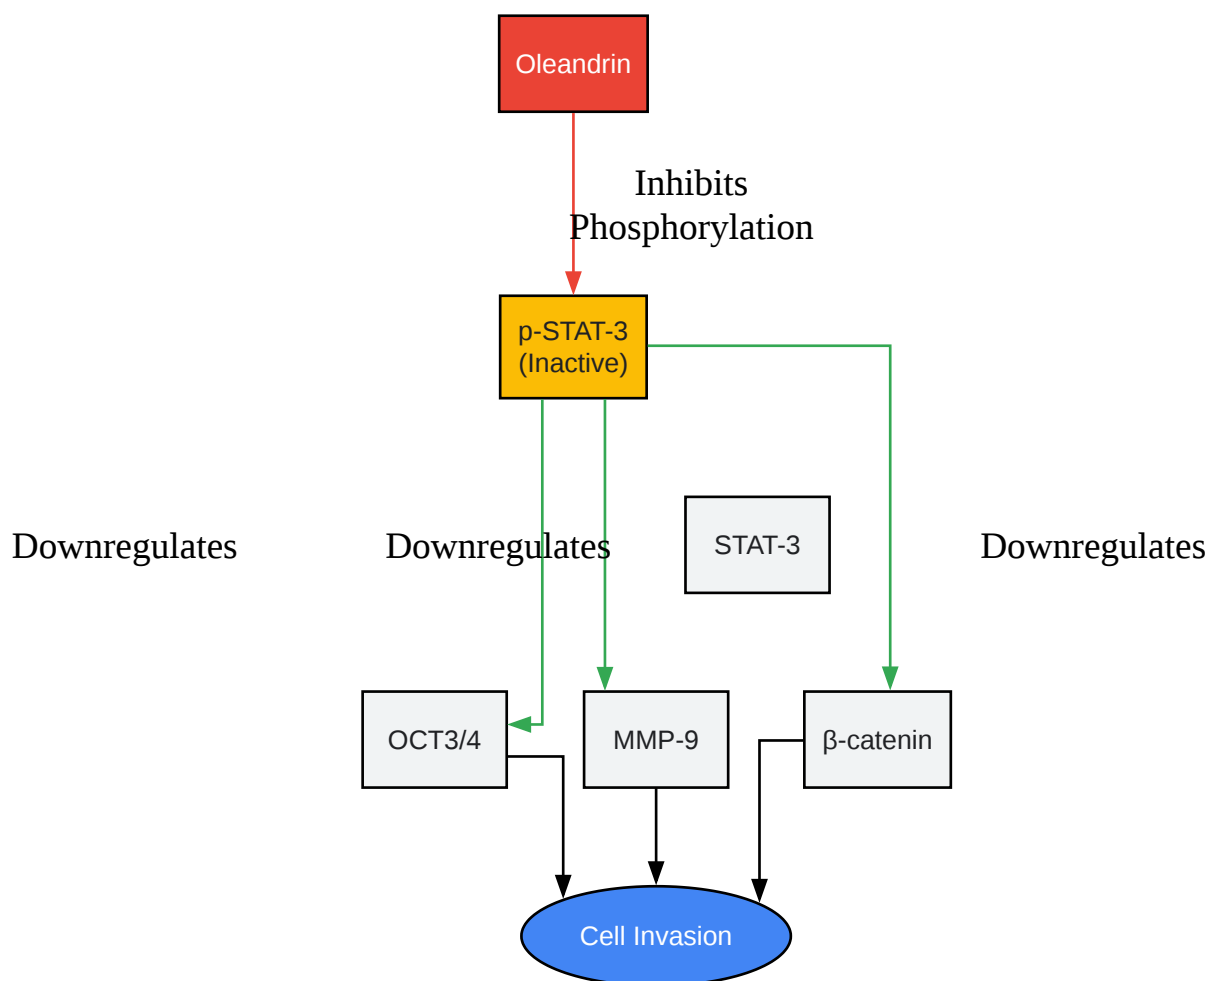 Oleandrin
Inhibits
Phosphorylation
p-STAT-3
(Inactive)
Downregulates
Downregulates
STAT-3
Downregulates
OCT3/4
MMP-9
β-catenin
Cell Invasion